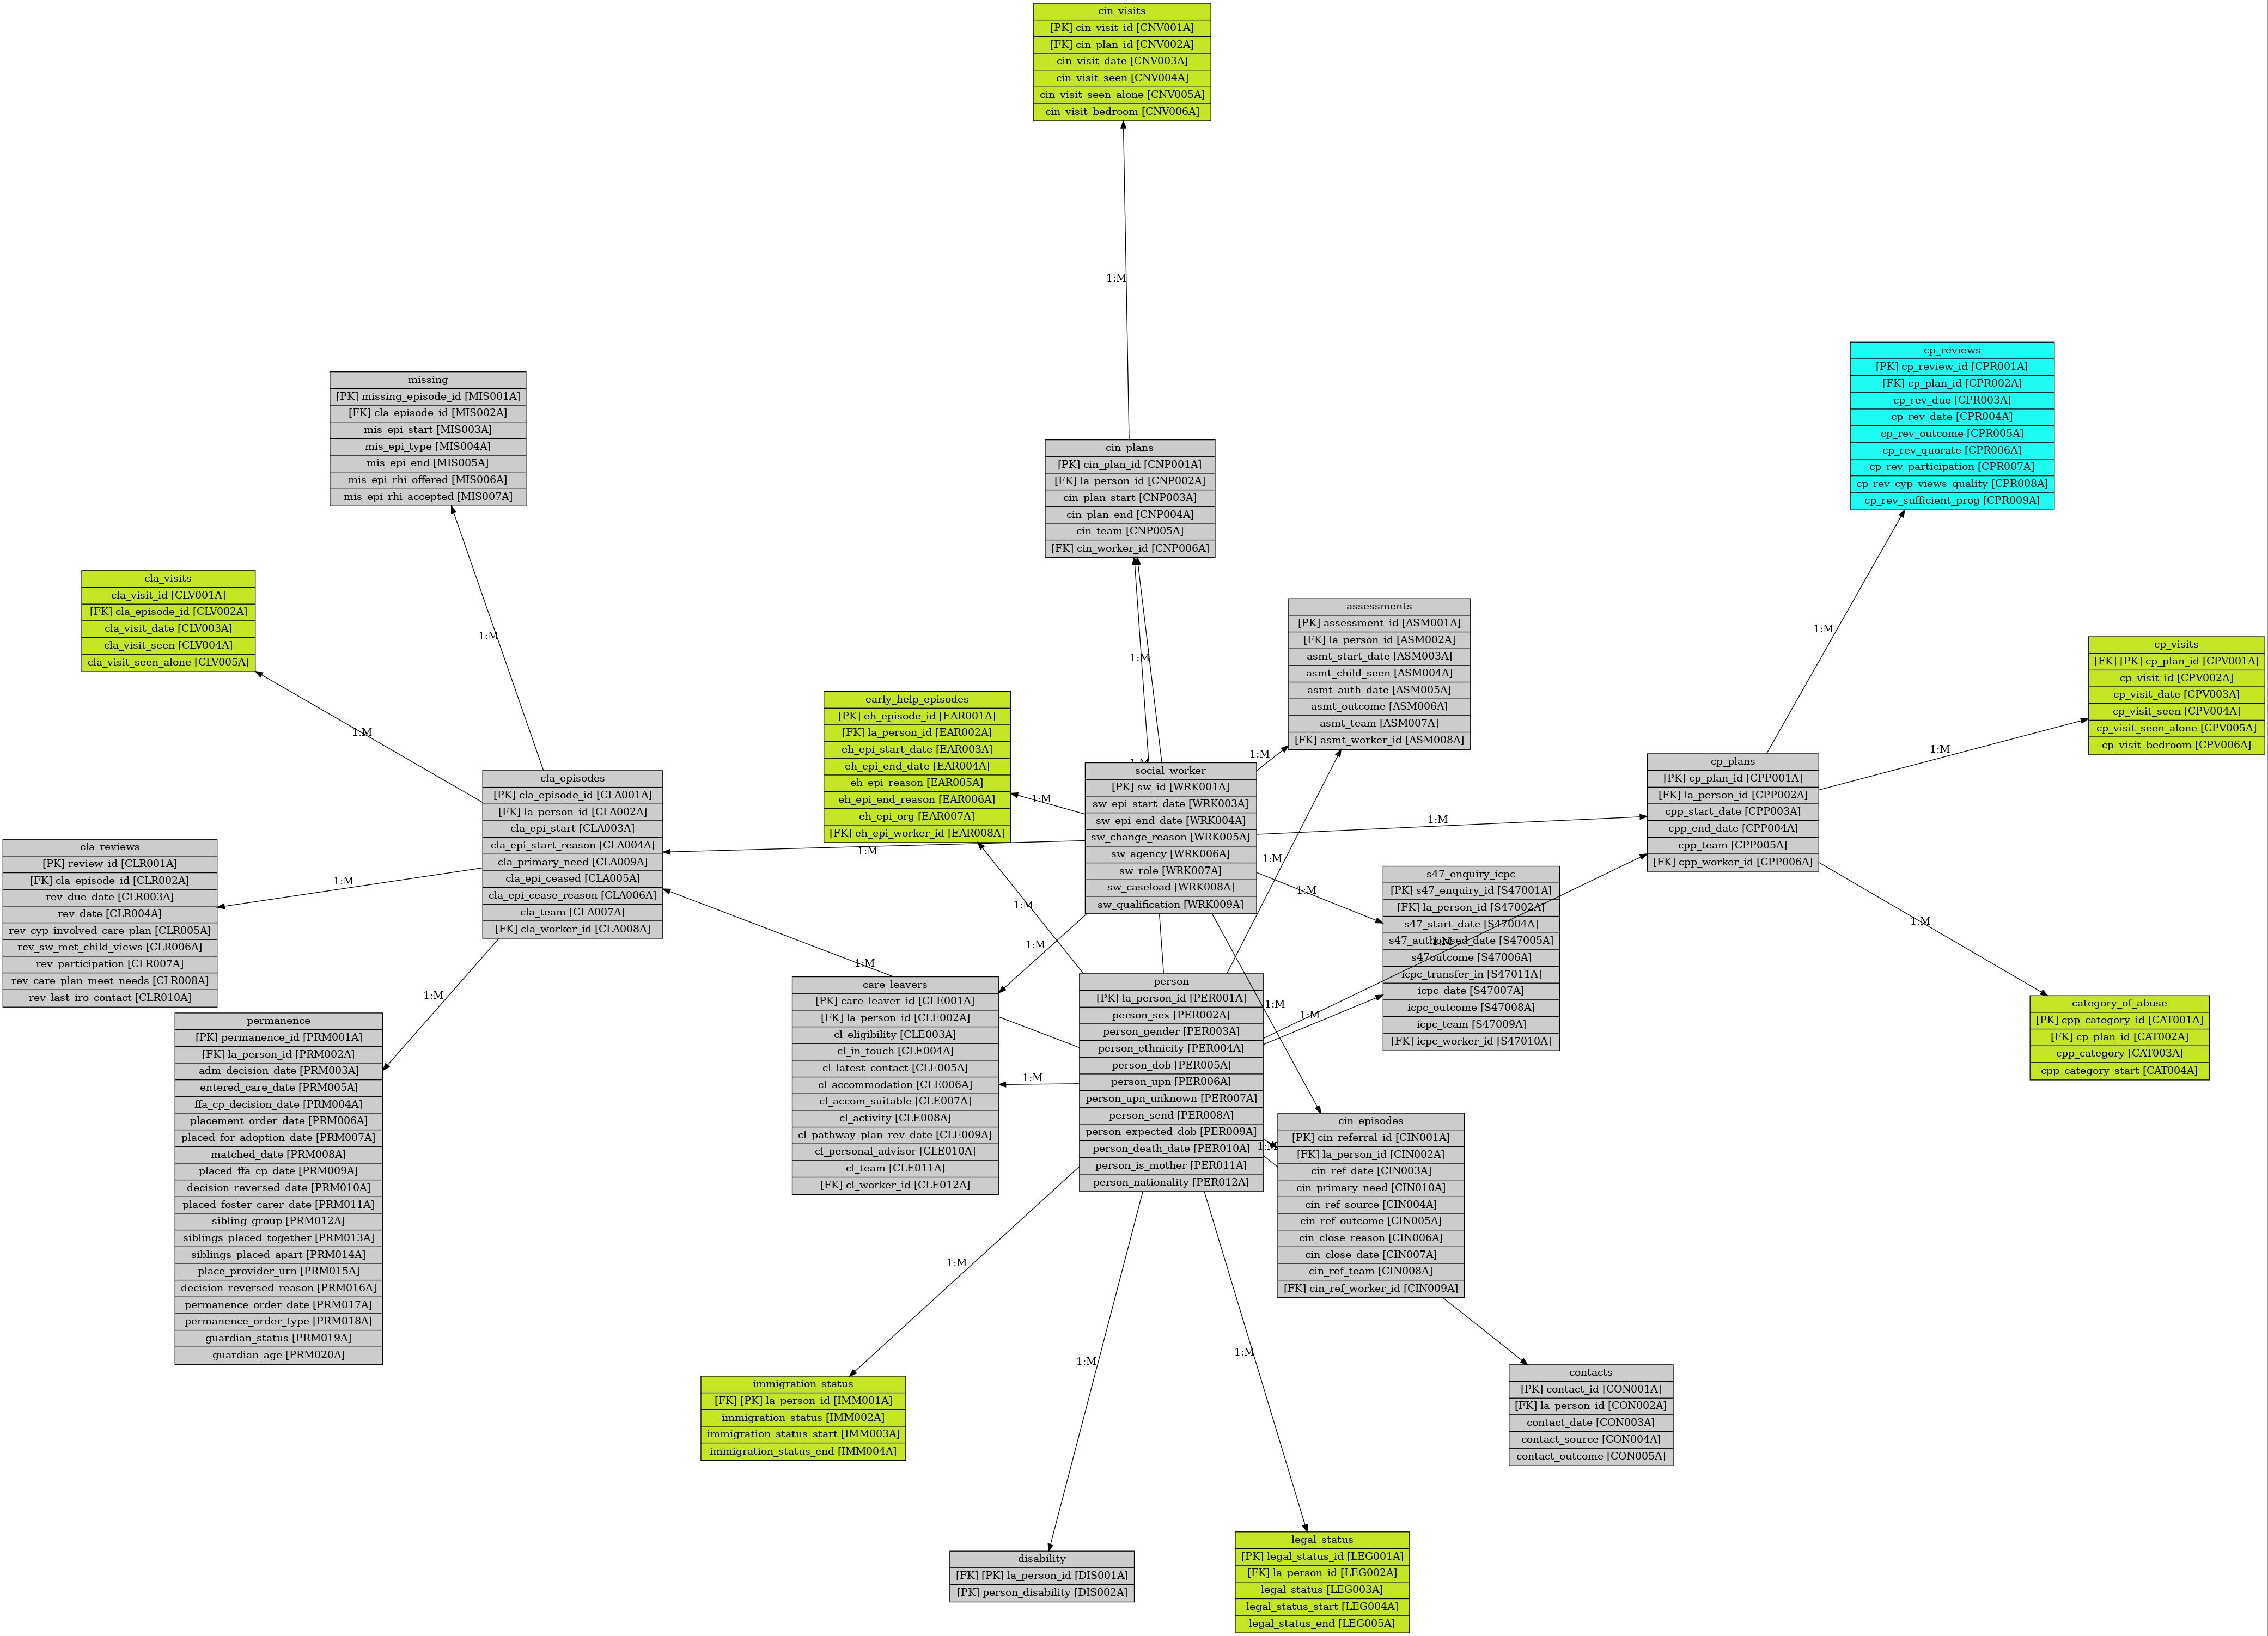 cin_visits
[PK] cin_visit_id [CNV001A]
[FK] cin_plan_id [CNV002A]
cin_visit_date [CNV003A]
cin_visit_seen [CNV004A]
cin_visit_seen_alone [CNV005A]
cin_visit_bedroom [CNV006A]
1:M
cp_reviews
[PK] cp_review_id [CPR001A]
[FK] cp_plan_id [CPR002A]
cp_rev_due [CPR003A]
cp_rev_date [CPR004A]
cp_rev_outcome [CPR005A]
cp_rev_quorate [CPR006A]
cp_rev_participation [CPR007A]
cp_rev_cyp_views_quality [CPR008A]
cp_rev_sufficient_prog [CPR009A]
missing
[PK] missing_episode_id [MIS001A]
[FK] cla_episode_id [MIS002A]
mis_epi_start [MIS003A]
mis_epi_type [MIS004A]
mis_epi_end [MIS005A]
mis_epi_rhi_offered [MIS006A]
mis_epi_rhi_accepted [MIS007A]
cin_plans
[PK] cin_plan_id [CNP001A]
[FK] la_person_id [CNP002A]
cin_plan_start [CNP003A]
cin_plan_end [CNP004A]
cin_team [CNP005A]
[FK] cin_worker_id [CNP006A]
cla_visits
cla_visit_id [CLV001A]
[FK] cla_episode_id [CLV002A]
cla_visit_date [CLV003A]
cla_visit_seen [CLV004A]
cla_visit_seen_alone [CLV005A]
1:M
1:M
1:M
1:M
assessments
[PK] assessment_id [ASM001A]
[FK] la_person_id [ASM002A]
asmt_start_date [ASM003A]
asmt_child_seen [ASM004A]
asmt_auth_date [ASM005A]
asmt_outcome [ASM006A]
asmt_team [ASM007A]
[FK] asmt_worker_id [ASM008A]
cp_visits
[FK] [PK] cp_plan_id [CPV001A]
cp_visit_id [CPV002A]
cp_visit_date [CPV003A]
cp_visit_seen [CPV004A]
cp_visit_seen_alone [CPV005A]
cp_visit_bedroom [CPV006A]
early_help_episodes
[PK] eh_episode_id [EAR001A]
[FK] la_person_id [EAR002A]
eh_epi_start_date [EAR003A]
eh_epi_end_date [EAR004A]
eh_epi_reason [EAR005A]
eh_epi_end_reason [EAR006A]
eh_epi_org [EAR007A]
[FK] eh_epi_worker_id [EAR008A]
1:M
1:M
1:M
1:M
cp_plans
[PK] cp_plan_id [CPP001A]
[FK] la_person_id [CPP002A]
cpp_start_date [CPP003A]
cpp_end_date [CPP004A]
cpp_team [CPP005A]
[FK] cpp_worker_id [CPP006A]
social_worker
[PK] sw_id [WRK001A]
sw_epi_start_date [WRK003A]
sw_epi_end_date [WRK004A]
sw_change_reason [WRK005A]
sw_agency [WRK006A]
sw_role [WRK007A]
sw_caseload [WRK008A]
sw_qualification [WRK009A]
cla_episodes
[PK] cla_episode_id [CLA001A]
[FK] la_person_id [CLA002A]
cla_epi_start [CLA003A]
cla_epi_start_reason [CLA004A]
cla_primary_need [CLA009A]
cla_epi_ceased [CLA005A]
cla_epi_cease_reason [CLA006A]
cla_team [CLA007A]
[FK] cla_worker_id [CLA008A]
1:M
1:M
1:M
1:M
1:M
1:M
1:M
cla_reviews
[PK] review_id [CLR001A]
[FK] cla_episode_id [CLR002A]
rev_due_date [CLR003A]
rev_date [CLR004A]
rev_cyp_involved_care_plan [CLR005A]
rev_sw_met_child_views [CLR006A]
rev_participation [CLR007A]
rev_care_plan_meet_needs [CLR008A]
rev_last_iro_contact [CLR010A]
s47_enquiry_icpc
[PK] s47_enquiry_id [S47001A]
[FK] la_person_id [S47002A]
s47_start_date [S47004A]
s47_authorised_date [S47005A]
s47outcome [S47006A]
icpc_transfer_in [S47011A]
icpc_date [S47007A]
icpc_outcome [S47008A]
icpc_team [S47009A]
[FK] icpc_worker_id [S47010A]
1:M
1:M
1:M
1:M
1:M
1:M
category_of_abuse
[PK] cpp_category_id [CAT001A]
[FK] cp_plan_id [CAT002A]
cpp_category [CAT003A]
cpp_category_start [CAT004A]
care_leavers
[PK] care_leaver_id [CLE001A]
[FK] la_person_id [CLE002A]
cl_eligibility [CLE003A]
cl_in_touch [CLE004A]
cl_latest_contact [CLE005A]
cl_accommodation [CLE006A]
cl_accom_suitable [CLE007A]
cl_activity [CLE008A]
cl_pathway_plan_rev_date [CLE009A]
cl_personal_advisor [CLE010A]
cl_team [CLE011A]
[FK] cl_worker_id [CLE012A]
person
[PK] la_person_id [PER001A]
person_sex [PER002A]
person_gender [PER003A]
person_ethnicity [PER004A]
person_dob [PER005A]
person_upn [PER006A]
person_upn_unknown [PER007A]
person_send [PER008A]
person_expected_dob [PER009A]
person_death_date [PER010A]
person_is_mother [PER011A]
person_nationality [PER012A]
1:M
1:M
permanence
[PK] permanence_id [PRM001A]
[FK] la_person_id [PRM002A]
adm_decision_date [PRM003A]
entered_care_date [PRM005A]
ffa_cp_decision_date [PRM004A]
placement_order_date [PRM006A]
placed_for_adoption_date [PRM007A]
matched_date [PRM008A]
placed_ffa_cp_date [PRM009A]
decision_reversed_date [PRM010A]
placed_foster_carer_date [PRM011A]
sibling_group [PRM012A]
siblings_placed_together [PRM013A]
siblings_placed_apart [PRM014A]
place_provider_urn [PRM015A]
decision_reversed_reason [PRM016A]
permanence_order_date [PRM017A]
permanence_order_type [PRM018A]
guardian_status [PRM019A]
guardian_age [PRM020A]
cin_episodes
[PK] cin_referral_id [CIN001A]
[FK] la_person_id [CIN002A]
cin_ref_date [CIN003A]
cin_primary_need [CIN010A]
cin_ref_source [CIN004A]
cin_ref_outcome [CIN005A]
cin_close_reason [CIN006A]
cin_close_date [CIN007A]
cin_ref_team [CIN008A]
[FK] cin_ref_worker_id [CIN009A]
1:M
1:M
1:M
contacts
[PK] contact_id [CON001A]
[FK] la_person_id [CON002A]
contact_date [CON003A]
contact_source [CON004A]
contact_outcome [CON005A]
immigration_status
[FK] [PK] la_person_id [IMM001A]
immigration_status [IMM002A]
immigration_status_start [IMM003A]
immigration_status_end [IMM004A]
disability
[FK] [PK] la_person_id [DIS001A]
[PK] person_disability [DIS002A]
legal_status
[PK] legal_status_id [LEG001A]
[FK] la_person_id [LEG002A]
legal_status [LEG003A]
legal_status_start [LEG004A]
legal_status_end [LEG005A]